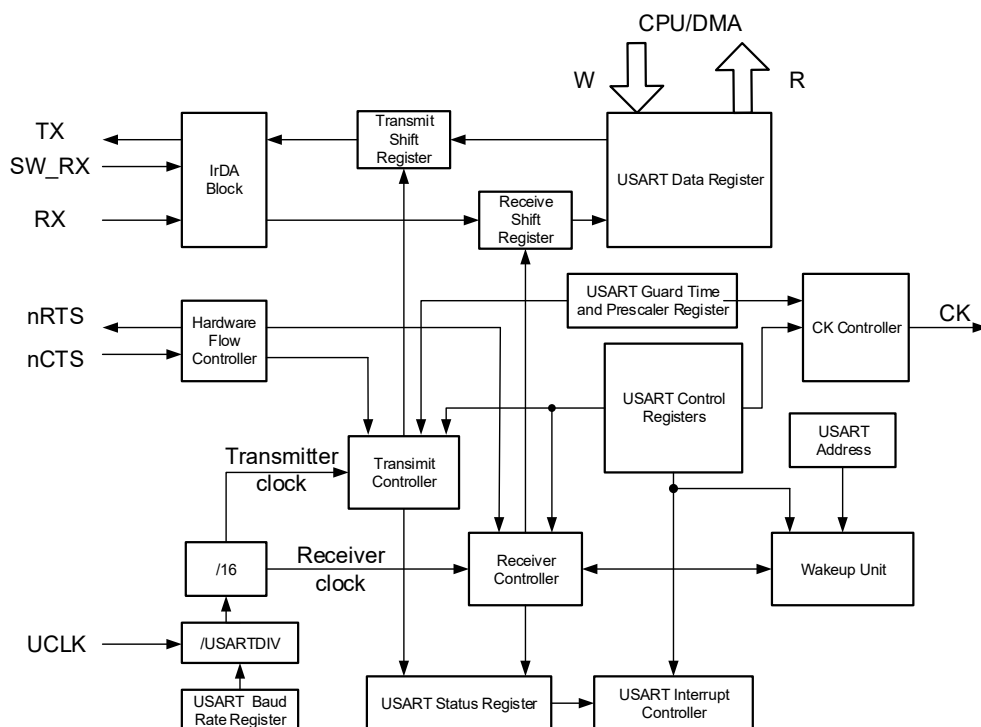 CPU/DMA
W
R
TX
SW_RX
RX
IrDA
Block
Transmit
Shift
Register
Receive
Shift
Register
USART Data Register
nRTS
nCTS
Hardware
Flow
Controller
USART Guard Time
and Prescaler Register
CK Controller
CK
USART Control
Registers
USART
Address
Transmitter
clock
Transimit
Controller
/16
Receiver
clock
Receiver
Controller
Wakeup Unit
UCLK
/USARTDIV
USART Baud
Rate Register
USART Status Register
USART Interrupt
Controller